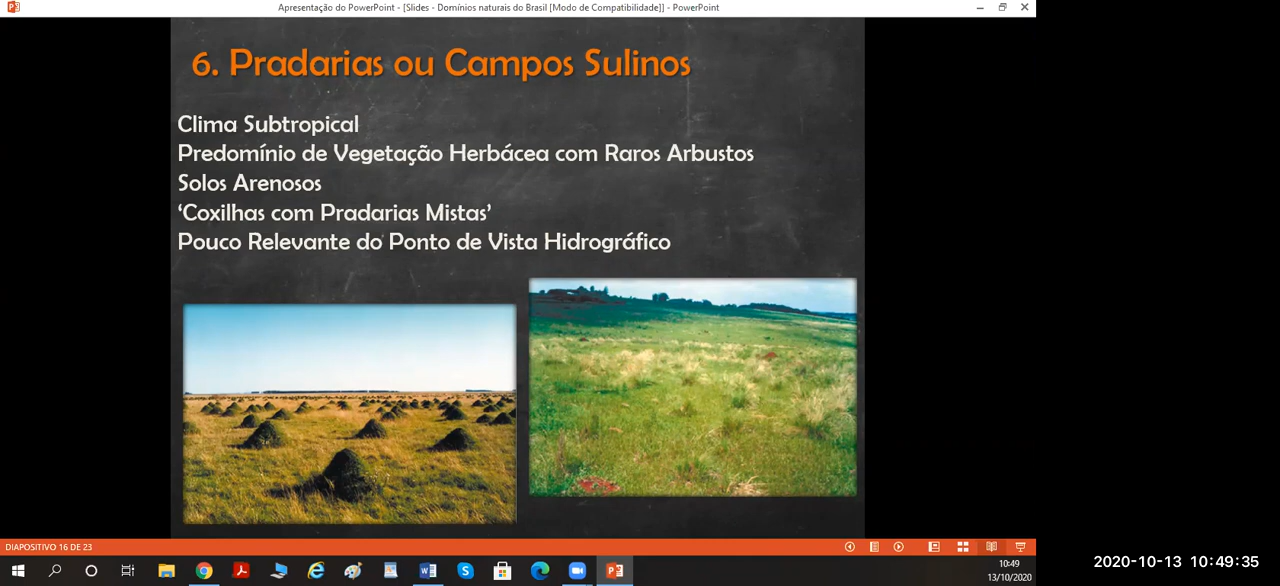 Apresentação do PowerPoint - [Slides - Domínios naturais do Brasil [Modo de Compatibilidade]] - PowerPoint
6. Pradarias ou Campos Sulinos
Clima Subtropical
Predomínio de Vegetação Herbácea com Raros Arbustos
Solos Arenosos
‘Coxilhas com Pradarias Mistas’
Pouco Relevante do Ponto de Vista Hidrográfico
DIAPOSITIVO 16 DE 23
10:49
13/10/2020
2020-10-13 10:49:35